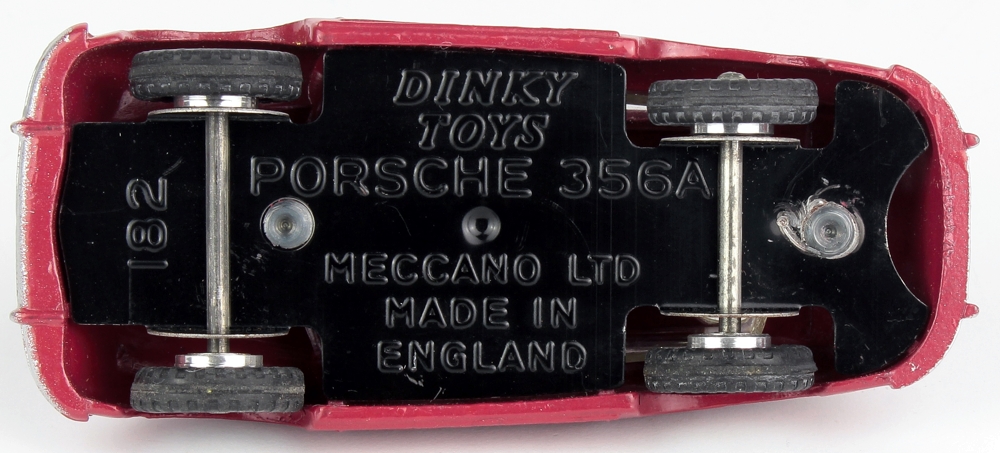 DINKY
TOYS
PORSCHE 356A
182
MECCANO LTD
MADE IN
ENGLAND